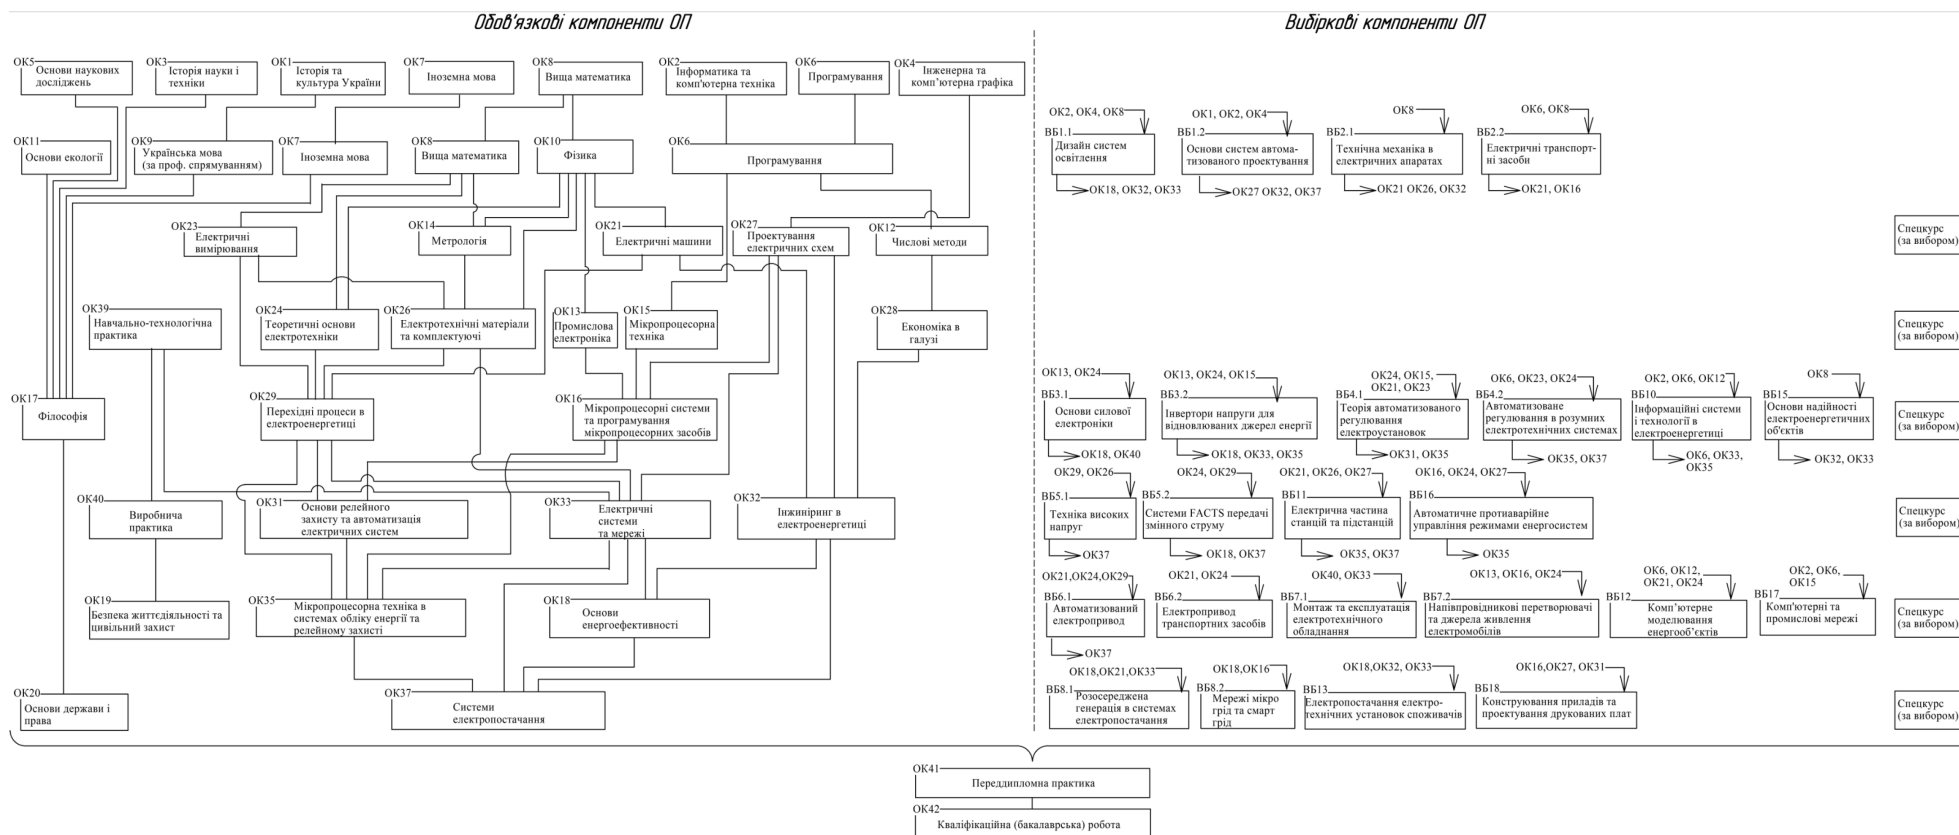 Обов'язкові компоненти ОП
Вибіркові компоненти ОП
ОК5
Основи наукових
досліджень
ОК3
Історія науки і
техніки
ОК1
Історія та
культура України
ОК7
Іноземна мова
ОК8
Вища математика
ОК2
Інформатика та
комп'ютерна техніка
ОК6
Програмування
ОК4
Інженерна та
комп'ютерна графіка
ОК11
Основи екології
ОК9
Українська мова
(за проф. спрямуванням)
ОК7
Іноземна мова
ОК8
Вища математика
ОК10
Фізика
ОК6
Програмування
ОК2, ОК4, ОК8
ВБ1.1
Дизайн систем
освітлення
ОК18, ОК32, ОК33
ОК1, ОК2, ОК4
ВБ1.2
Основи систем автома-
тизованого проектування
ОК27 ОК32, ОК37
ОК8
ВБ2.1
Технічна механіка в
електричних апаратах
ОК21 ОК26, ОК32
ОК6, ОК8
ВБ2.2
Електричні транспорт-
ні засоби
ОК21, ОК16
ОК23
Електричні
вимірювання
ОК14
Метрологія
ОК21
Електричні машини
ОК27
Проектування
електричних схем
ОК12
Числові методи
Спецкурс
(за вибором)
ОК39
Навчально-технологічна
практика
ОК24
Теоретичні основи
електротехніки
ОК26
Електротехнічні матеріали
та комплектуючі
ОК13
Промислова
електроніка
ОК15
Мікропроцесорна
техніка
ОК28
Економіка в
галузі
Спецкурс
(за вибором)
ОК17
Філософія
ОК29
Перехідні процеси в
електроенергетиці
ОК16
Мікропроцесорні системи
та програмування
мікропроцесорних засобів
ОК13, ОК24
ВБ3.1
Основи силової
електроніки
ОК18, ОК40
ОК13, ОК24, ОК15
ВБ3.2
Інвертори напруги для
відновлюваних джерел енергії
ОК18, ОК33, ОК35
ОК24, ОК15,
ОК21, ОК23
ВБ4.1
Теорія автоматизованого
регулювання
електроустановок
ОК31, ОК35
ОК6, ОК23, ОК24
ВБ4.2
Автоматизоване
регулювання в розумних
електротехнічних системах
ОК35, ОК37
ОК2, ОК6, ОК12
ВБ10
Інформаційні системи
і технології в
електроенергетиці
ОК6, ОК33,
ОК35
ОК8
ВБ15
Основи надійності
електроенергетичних
об'єктів
ОК32, ОК33
Спецкурс
(за вибором)
ОК40
Виробнича
практика
ОК31
Основи релейного
захисту та автоматизація
електричних систем
ОК33
Електричні
системи
та мережі
ОК32
Інжиніринг в
електроенергетиці
ОК29, ОК26
ВБ5.1
Техніка високих
напруг
ОК37
ОК24, ОК29
ВБ5.2
Системи FACTS передачі
змінного струму
ОК18, ОК37
ОК21, ОК26, ОК27
ВБ11
Електрична частина
станцій та підстанцій
ОК35, ОК37
ОК16, ОК24, ОК27
ВБ16
Автоматичне протиаварійне
управління режимами енергосистем
ОК35
Спецкурс
(за вибором)
ОК19
Безпека життєдіяльності та
цивільний захист
ОК35
Мікропроцесорна техніка в
системах обліку енергії та
релейному захисті
ОК18
Основи
енергоефективності
ОК21,ОК24,ОК29
ВБ6.1
Автоматизований
електропривод
ОК37
ОК21, ОК24
ВБ6.2
Електропривод
транспортних засобів
ОК40, ОК33
ВБ7.1
Монтаж та експлуатація
електротехнічного
обладнання
ОК13, ОК16, ОК24
ВБ7.2
Напівпровідникові перетворювачі
та джерела живлення
електромобілів
ОК6, ОК12,
ОК21, ОК24
ВБ12
Комп'ютерне
моделювання
енергооб'єктів
ОК2, ОК6,
ОК15
ВБ17
Комп'ютерні та
промислові мережі
Спецкурс
(за вибором)
ОК20
Основи держави і
права
ОК37
Системи
електропостачання
ОК18,ОК21,ОК33
ВБ8.1
Розосереджена
генерація в системах
електропостачання
ОК18,ОК16
ВБ8.2
Мережі мікро
грід та смарт
грід
ОК18,ОК32, ОК33
ВБ13
Електропостачання електро-
технічних установок споживачів
ОК16,ОК27, ОК31
ВБ18
Конструювання приладів та
проектування друкованих плат
Спецкурс
(за вибором)
ОК41
Переддипломна практика
ОК42
Кваліфікаційна (бакалаврська) робота